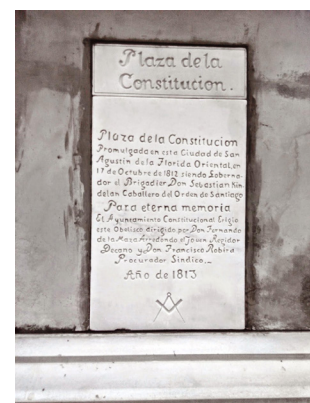 Plaza de la
Constitucion.
Plaza de la Constitucion
Promulgada en esta Ciudad de San
Agustin de la Florida Oriental, en
17 de Octubre de 1812 siendo Goberna-
dor el Brigadier Don Sebastian Kin
dalan Caballero del Orden de Santiago
Para eterna memoria
El Ayuntamiento Constitucional Erigio
este Obelisco dirigido por Don Fernando
de la Maza Arredondo el Joven Regidor
Decano y Don Francisco Robira
Procurador Sindico._
Año de 1813